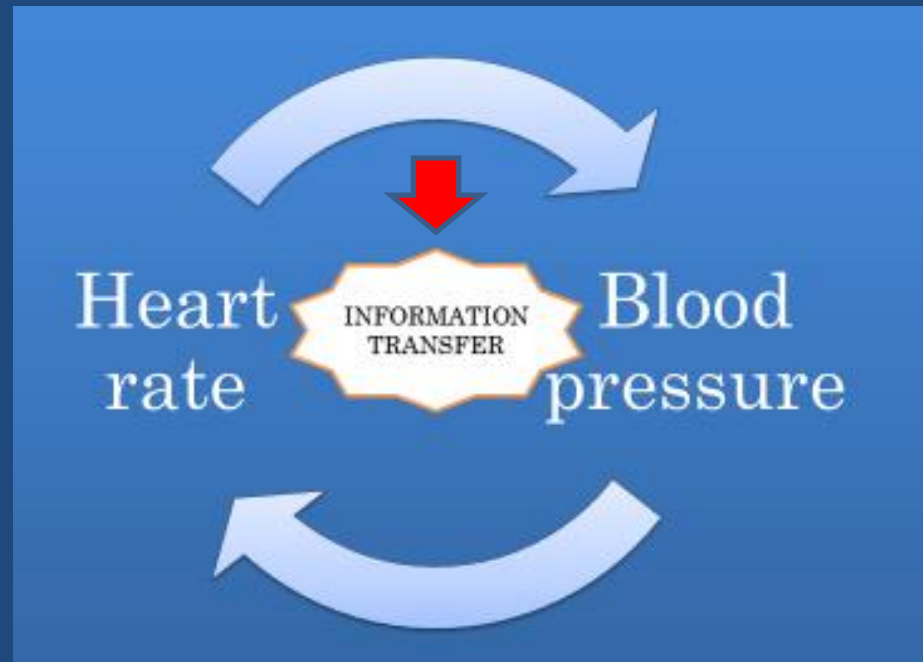 Heart
rate
INFORMATION
TRANSFER
Blood
pressure